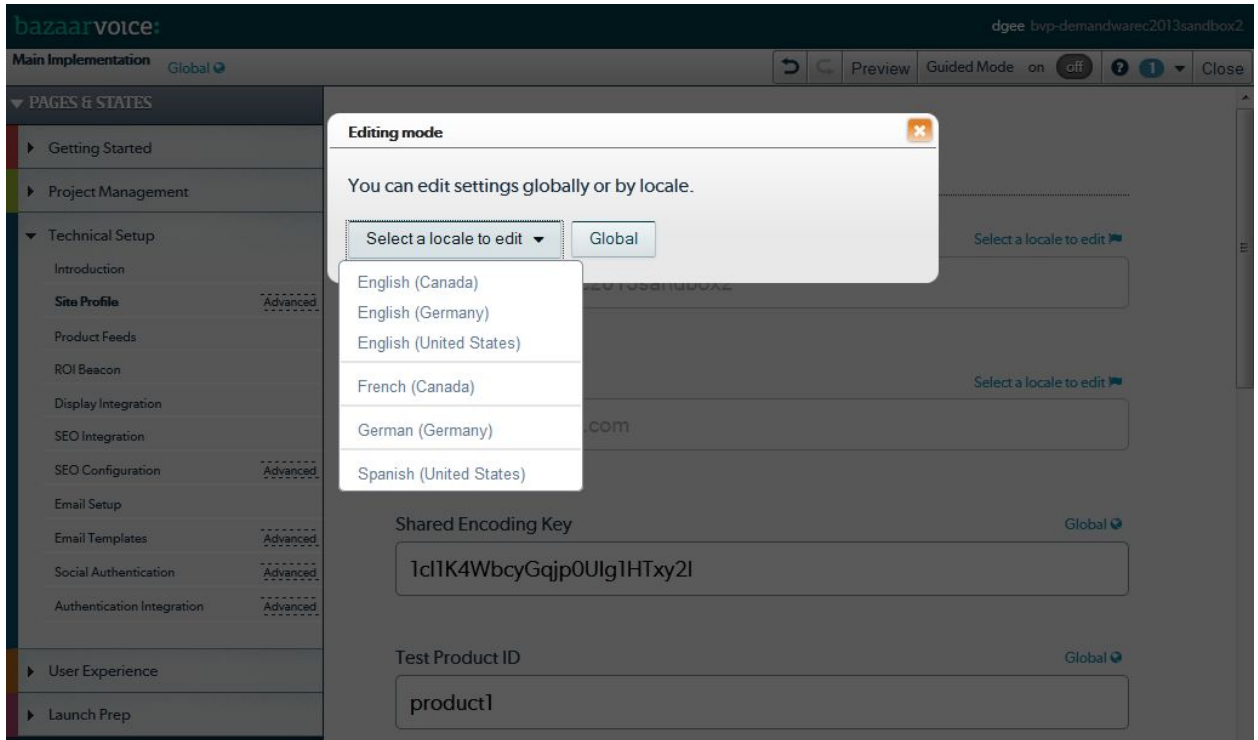 bazaarvoice:
dgee bvp-demandwarec2013sandbox2
Main Implementation Global
Preview Guided Mode on off ? 1 Close
PAGES & STATES
Getting Started
Project Management
Technical Setup
Introduction
Site Profile Advanced
Product Feeds
ROI Beacon
Display Integration
SEO Integration
SEO Configuration Advanced
Email Setup
Email Templates Advanced
Social Authentication Advanced
Authentication Integration Advanced
User Experience
Launch Prep
Editing mode
You can edit settings globally or by locale.
Select a locale to edit Global
English (Canada)
English (Germany)
English (United States)
French (Canada)
German (Germany)
Spanish (United States)
Select a locale to edit
Select a locale to edit
.com
Shared Encoding Key Global
Test Product ID Global
product1